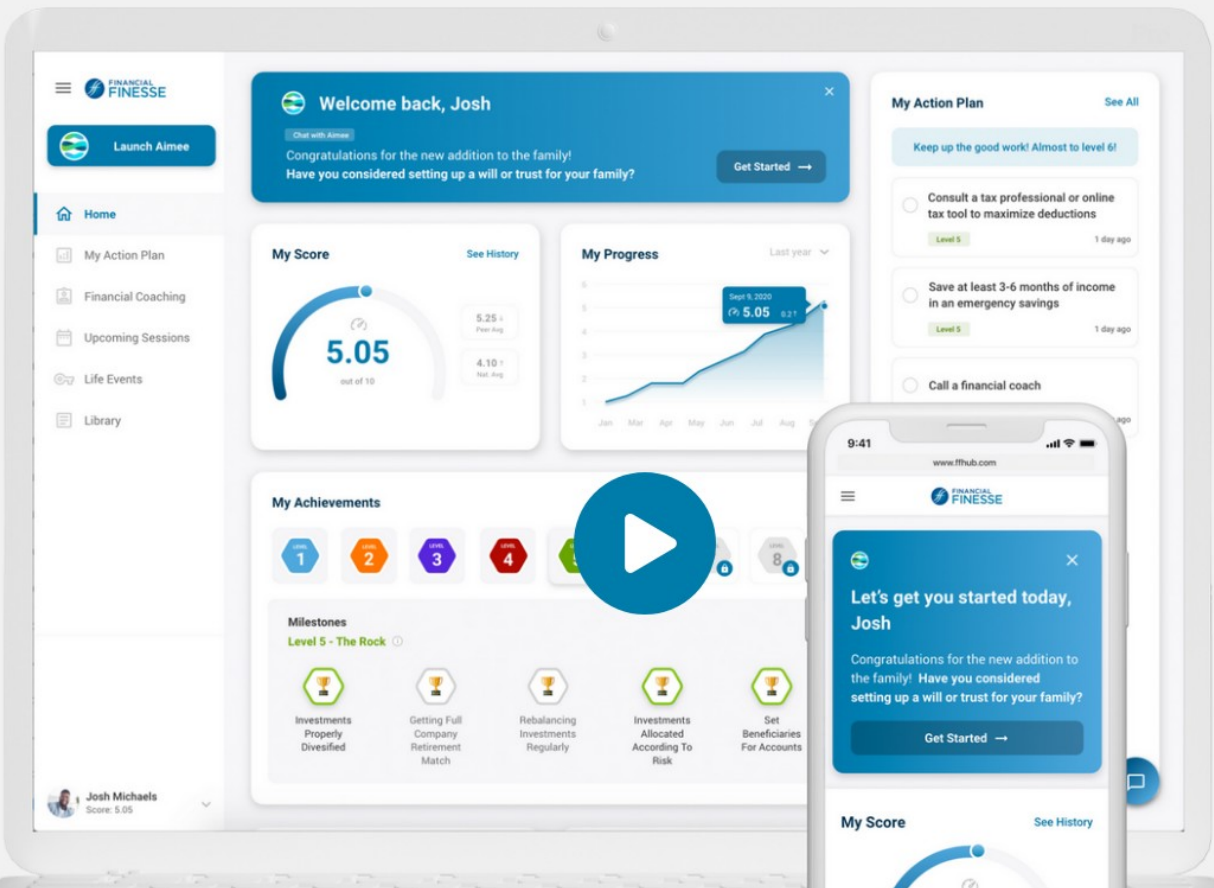 FINANCIAL
FINESSE
Launch Aimee
Home
My Action Plan
Financial Coaching
Upcoming Sessions
Life Events
Library
Josh Michaels
Score: 5.05
Welcome back, Josh
Chat with Aimee
Congratulations for the new addition to the family!
Have you considered setting up a will or trust for your family?
Get Started →
My Score
See History
5.05
out of 10
5.25
Peer Avg
4.10
Nat. Avg
My Progress
Last year
6
5
4
3
2
1
Sept 9, 2020
5.05 0.2↑
Jan Mar Apr May Jun Jul Aug
My Achievements
LEVEL
1
LEVEL
2
LEVEL
3
LEVEL
4
LEVEL
8
Milestones
Level 5 - The Rock
Investments
Properly
Divesified
Getting Full
Company
Retirement
Match
Rebalancing
Investments
Regularly
Investments
Allocated
According To
Risk
Set
Beneficiaries
For Accounts
My Action Plan
See All
Keep up the good work! Almost to level 6!
Consult a tax professional or online
tax tool to maximize deductions
Level 5
1 day ago
Save at least 3-6 months of income
in an emergency savings
Level 5
1 day ago
Call a financial coach
ago
9:41
www.ffhub.com
FINANCIAL
FINESSE
Let's get you started today,
Josh
Congratulations for the new addition to
the family! Have you considered
setting up a will or trust for your family?
Get Started →
My Score
See History